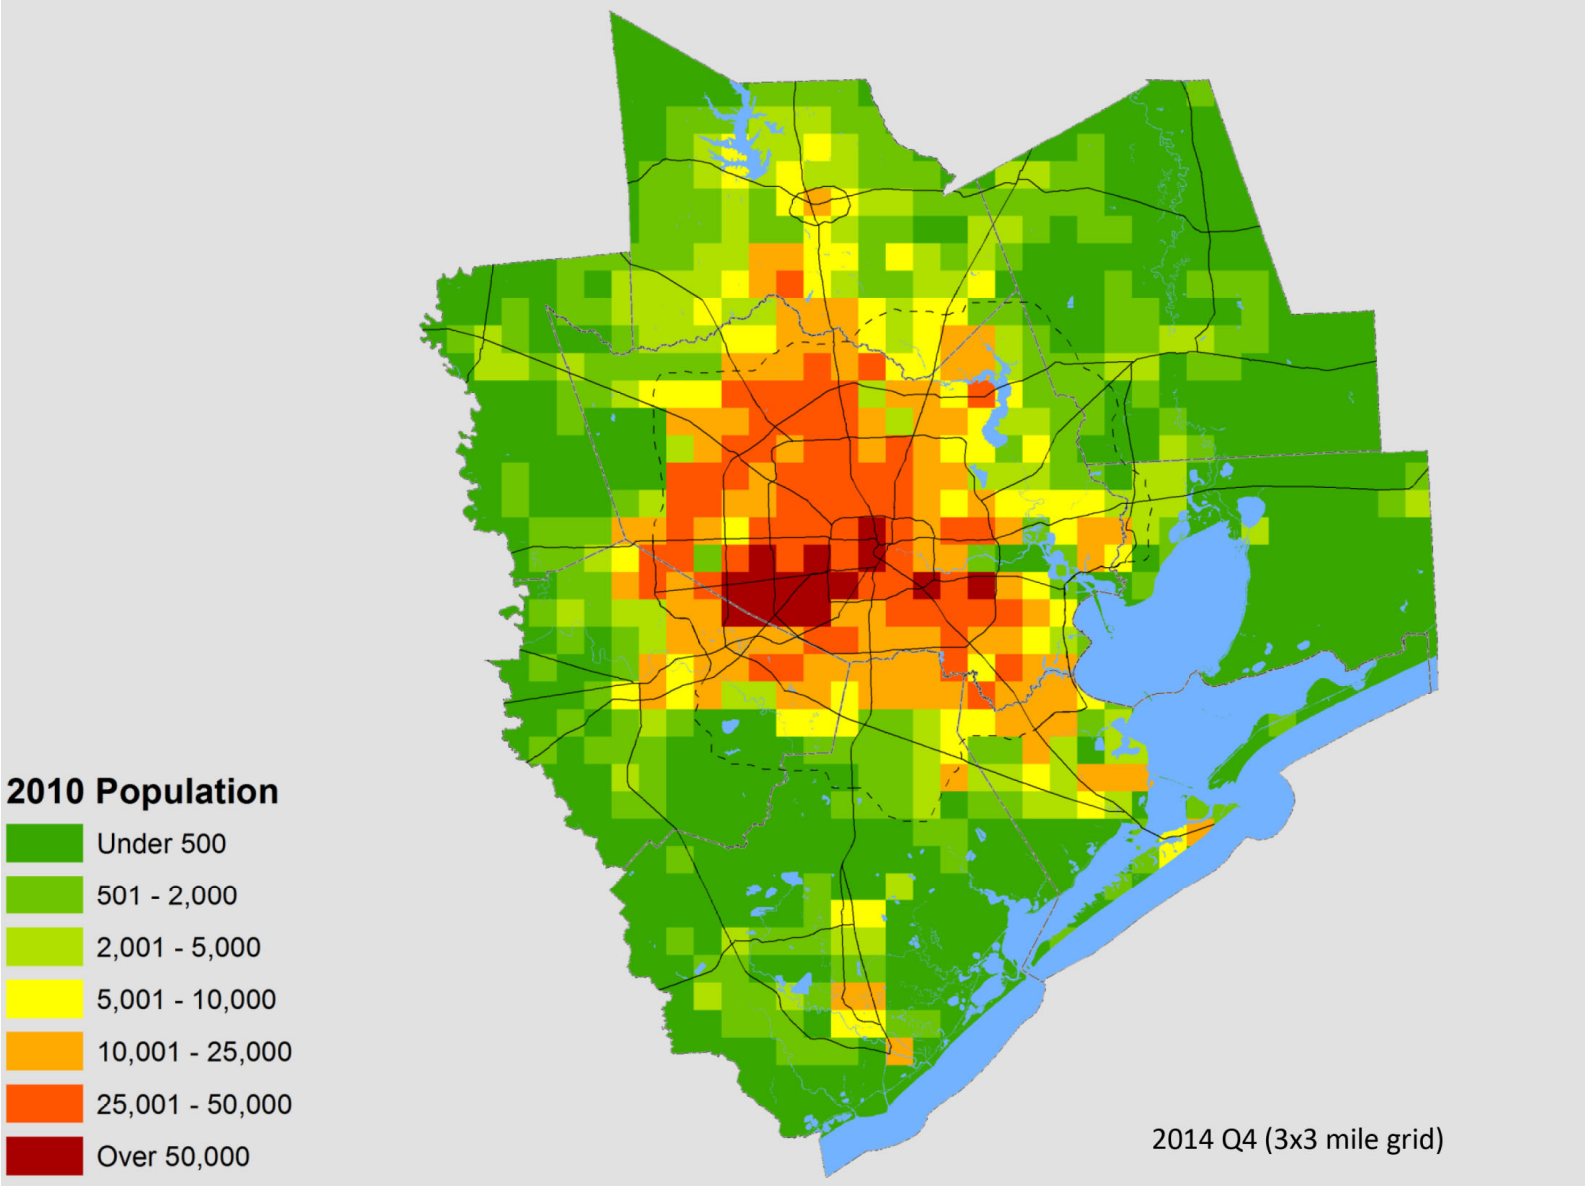 2010 Population
Under 500
501 - 2,000
2,001 - 5,000
5,001 - 10,000
10,001 - 25,000
25,001 - 50,000
Over 50,000
2014 Q4 (3x3 mile grid)